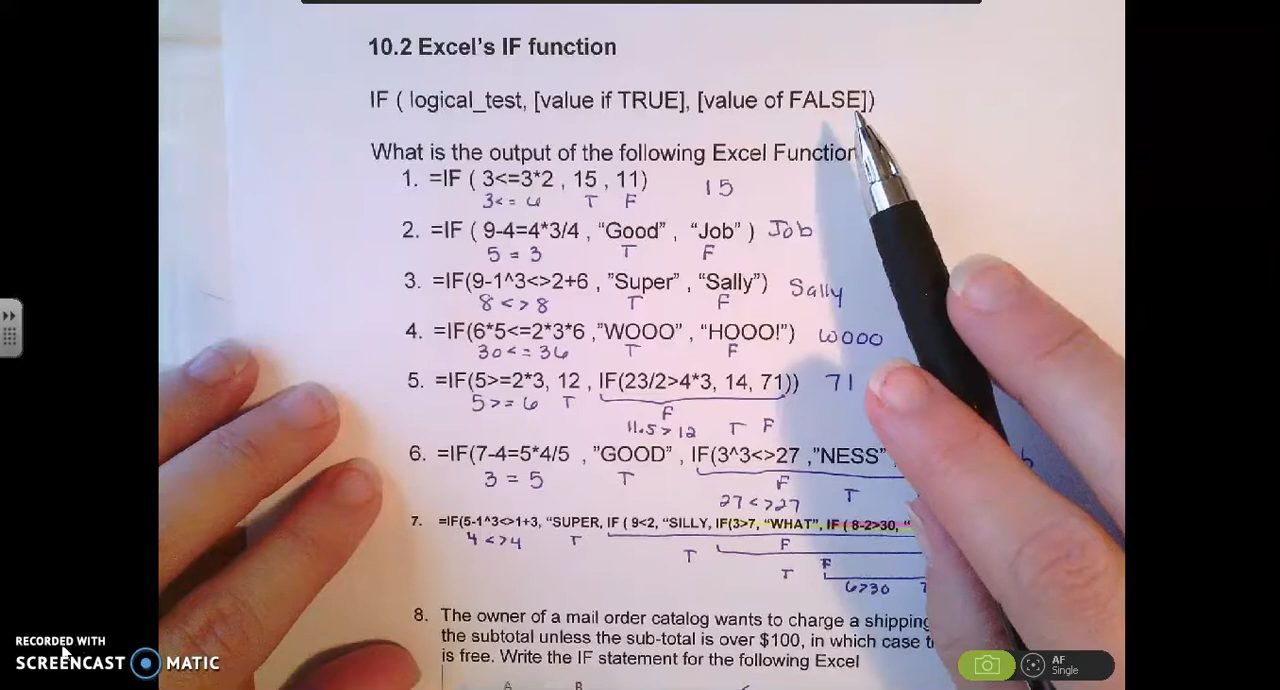 10.2 Excel's IF function
IF ( logical_test, [value if TRUE], [value of FALSE])
What is the output of the following Excel Function
1. =IF ( 3<=3*2 , 15 , 11) 15
3<=6 T F
2. =IF ( 9-4=4*3/4 , “Good” , “Job” ) Job
5 = 3 T F
3. =IF(9-1^3<>2+6 , ”Super” , “Sally”) Sally
8 <> 8 T F
4. =IF(6*5<=2*3*6 ,”WOOO” , “HOOO!”) WOOO
30 <= 36 T F
5. =IF(5>=2*3, 12 , IF(23/2>4*3, 14, 71)) 71
5 >= 6 T F
11.5 > 12 T F
6. =IF(7-4=5*4/5 , ”GOOD” , IF(3^3<>27 ,”NESS”
3 = 5 T F
27 <> 27 T
7. =IF(5-1^3<>1+3, “SUPER, IF ( 9<2, “SILLY, IF(3>7, “WHAT”, IF ( 8-2>30, “
4 <> 4 T F
T F
T
6>30
8. The owner of a mail order catalog wants to charge a shipping
the subtotal unless the sub-total is over $100, in which case
is free. Write the IF statement for the following Excel
A B
RECORDED WITH
SCREENCAST MATIC
AF
Single